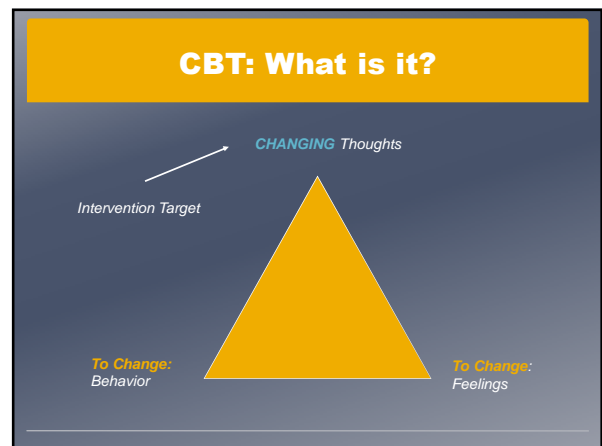 CBT: What is it?
CHANGING Thoughts
Intervention Target
To Change:
Behavior
To Change:
Feelings